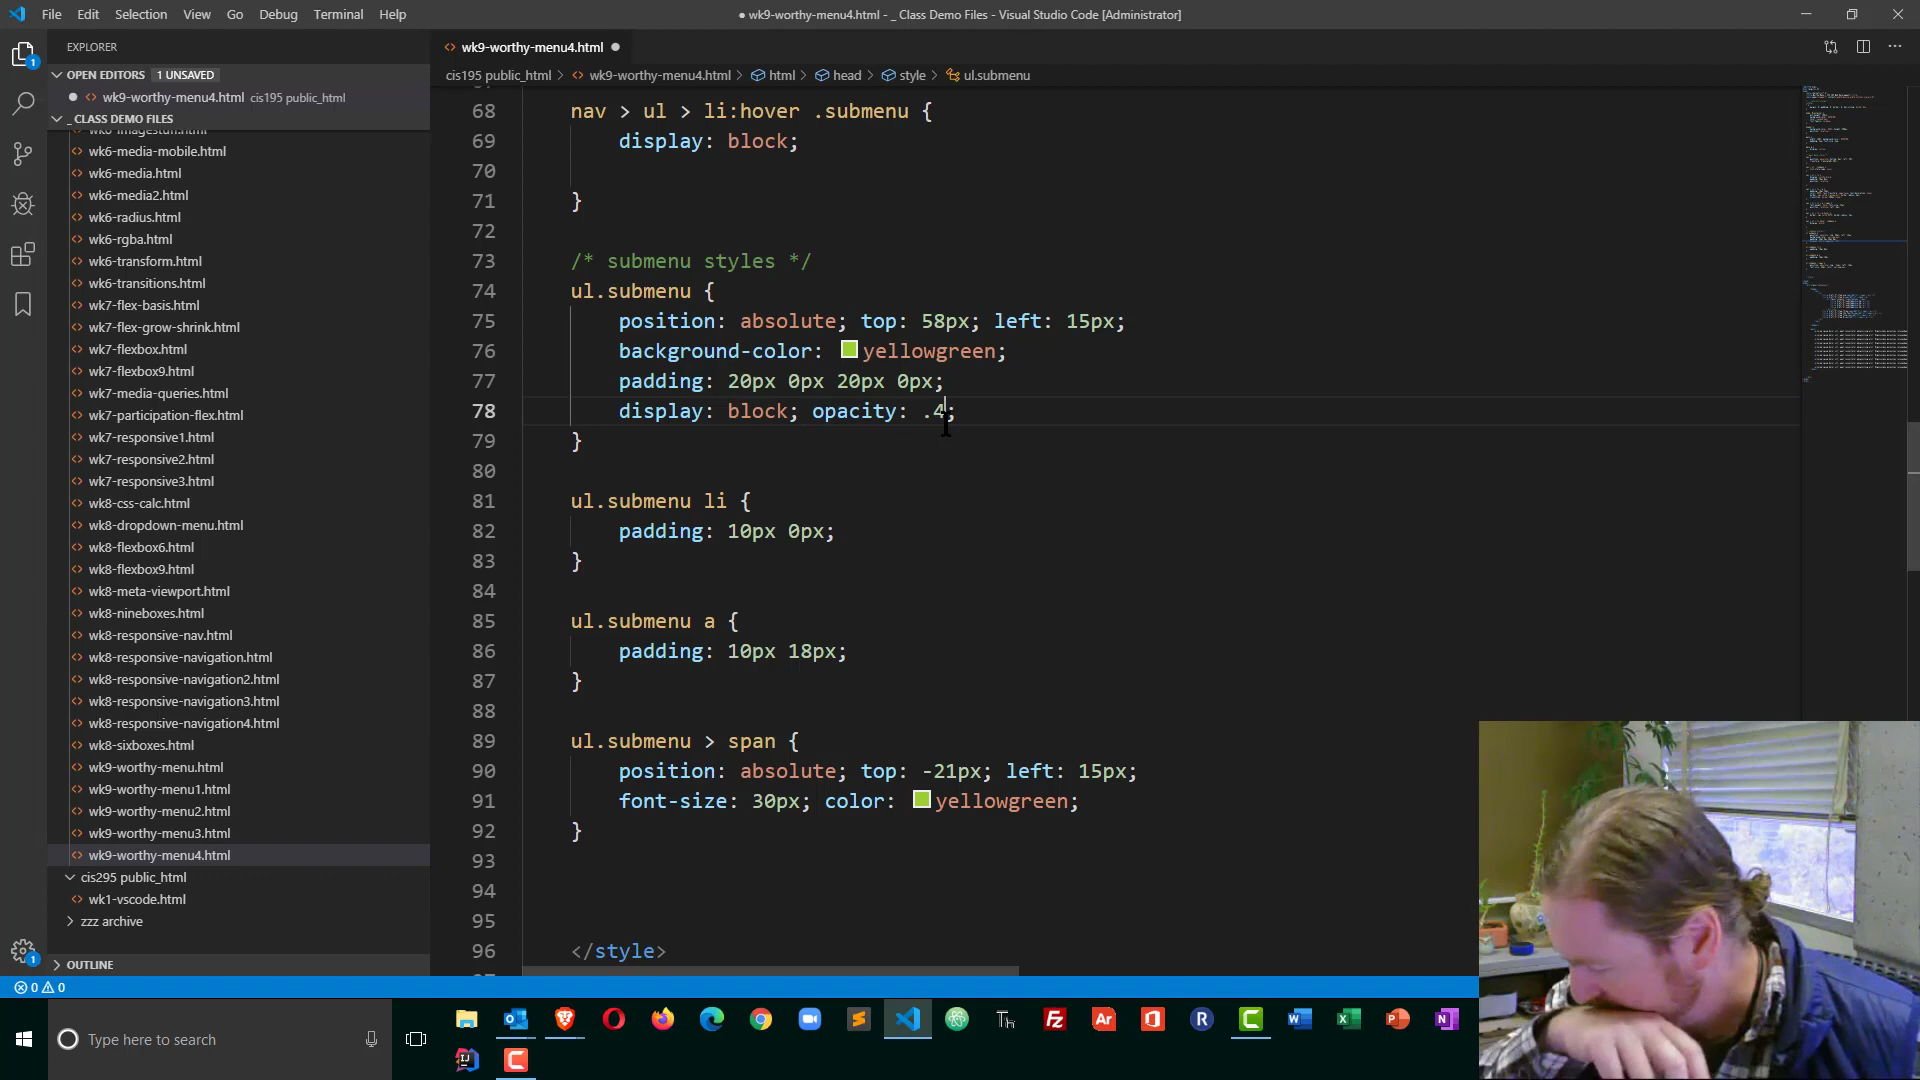 File Edit Selection View Go Debug Terminal Help
● wk9-worthy-menu4.html - _ Class Demo Files - Visual Studio Code [Administrator]
EXPLORER
OPEN EDITORS 1 UNSAVED
wk9-worthy-menu4.html cis195 public_html
_ CLASS DEMO FILES
wk6-imagestun.html
wk6-media-mobile.html
wk6-media.html
wk6-media2.html
wk6-radius.html
wk6-rgba.html
wk6-transform.html
wk6-transitions.html
wk7-flex-basis.html
wk7-flex-grow-shrink.html
wk7-flexbox.html
wk7-flexbox9.html
wk7-media-queries.html
wk7-participation-flex.html
wk7-responsive1.html
wk7-responsive2.html
wk7-responsive3.html
wk8-css-calc.html
wk8-dropdown-menu.html
wk8-flexbox6.html
wk8-flexbox9.html
wk8-meta-viewport.html
wk8-nineboxes.html
wk8-responsive-nav.html
wk8-responsive-navigation.html
wk8-responsive-navigation2.html
wk8-responsive-navigation3.html
wk8-responsive-navigation4.html
wk8-sixboxes.html
wk9-worthy-menu.html
wk9-worthy-menu1.html
wk9-worthy-menu2.html
wk9-worthy-menu3.html
wk9-worthy-menu4.html
cis295 public_html
wk1-vscode.html
zzz archive
OUTLINE
wk9-worthy-menu4.html
cis195 public_html > wk9-worthy-menu4.html > html > head > style > ul.submenu
68 nav > ul > li:hover .submenu {
69 display: block;
70
71 }
72
73 /* submenu styles */
74 ul.submenu {
75 position: absolute; top: 58px; left: 15px;
76 background-color: yellowgreen;
77 padding: 20px 0px 20px 0px;
78 display: block; opacity: .4;
79 }
80
81 ul.submenu li {
82 padding: 10px 0px;
83 }
84
85 ul.submenu a {
86 padding: 10px 18px;
87 }
88
89 ul.submenu > span {
90 position: absolute; top: -21px; left: 15px;
91 font-size: 30px; color: yellowgreen;
92 }
93
94
95
96 </style>
0 0
Type here to search